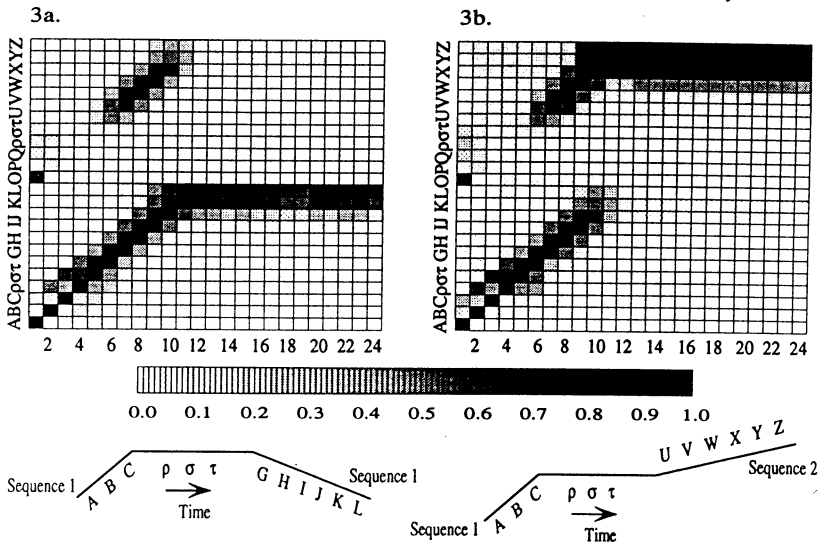 3a. 3b.
ABCρστ GH IJ KLOPQρστUVWXYZ
ABCρστ GH IJ KLOPQρστUVWXYZ
2 4 6 8 10 12 14 16 18 20 22 24
2 4 6 8 10 12 14 16 18 20 22 24
0.0 0.1 0.2 0.3 0.4 0.5 0.6 0.7 0.8 0.9 1.0
Sequence 1 A B C ρ σ τ G H I J K L Sequence 1
Time
Sequence 1 A B C ρ σ τ U V W X Y Z Sequence 2
Time